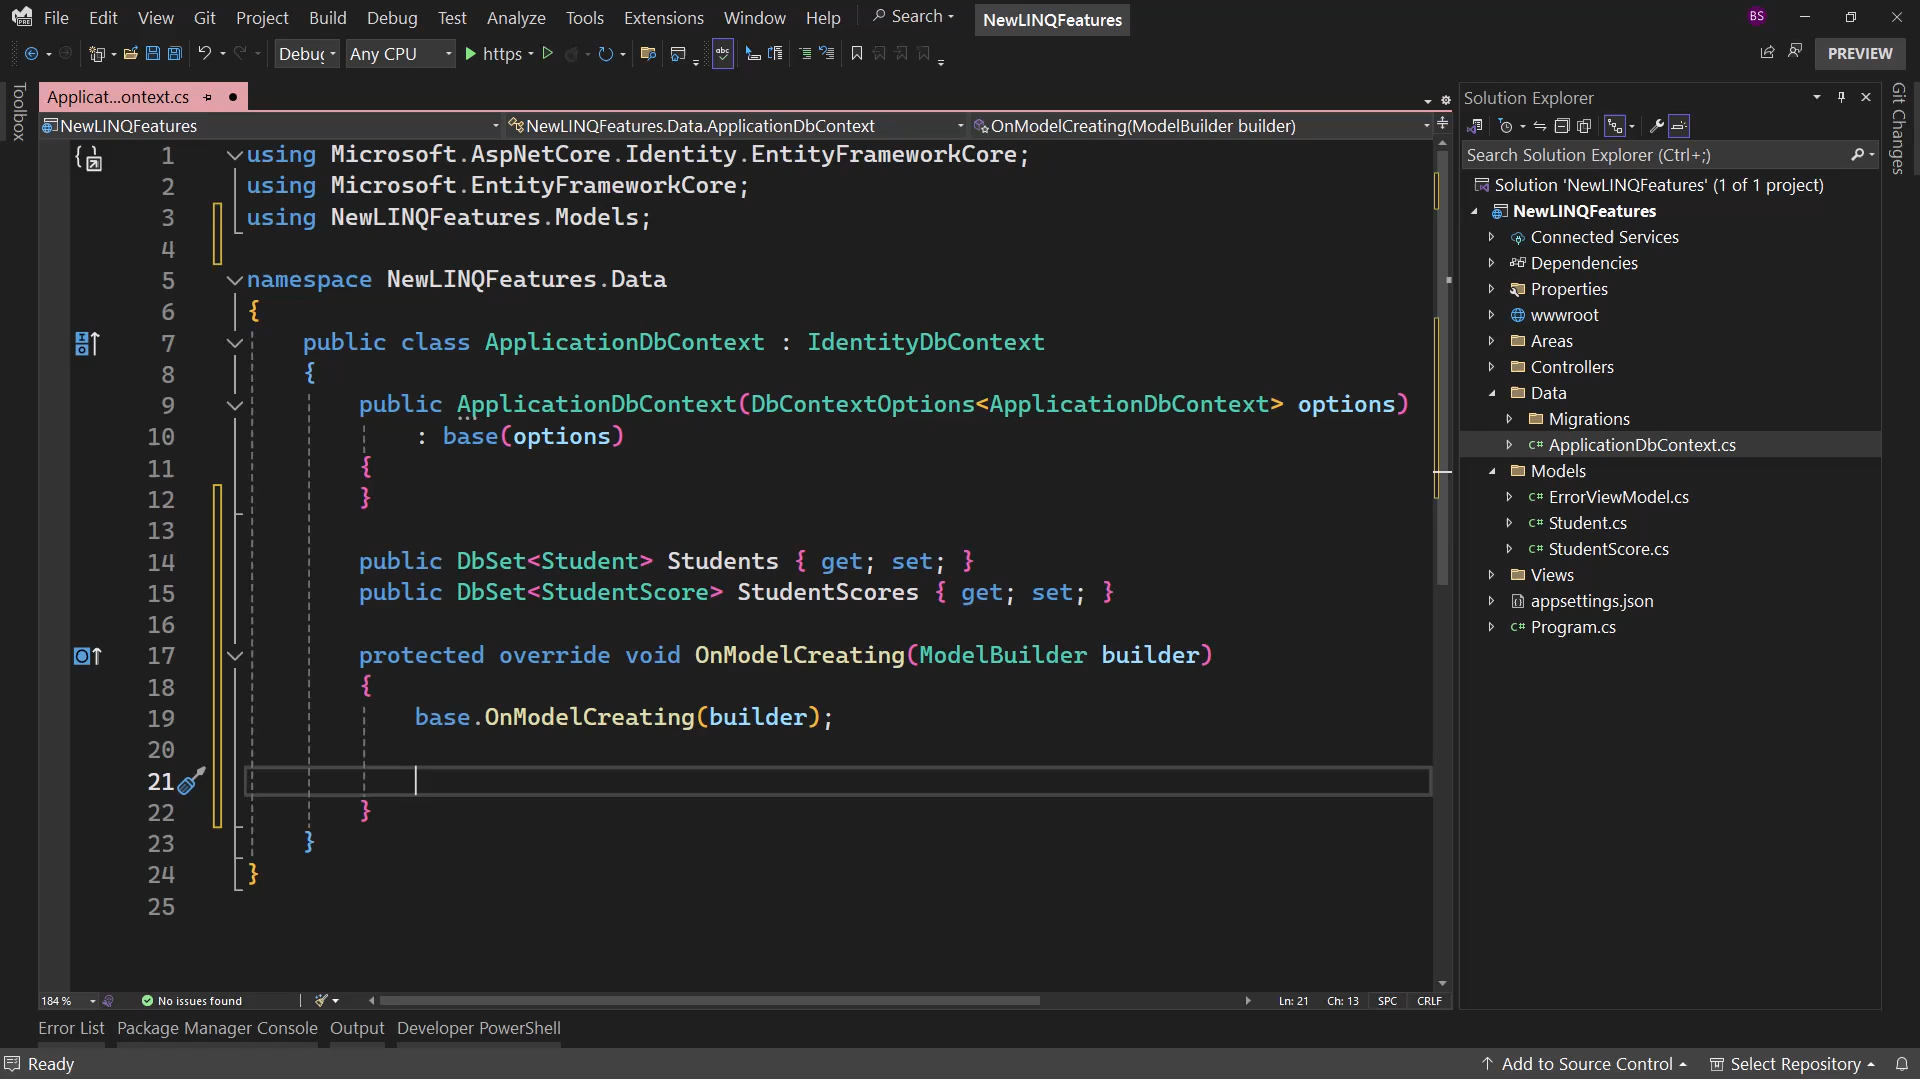 File Edit View Git Project Build Debug Test Analyze Tools Extensions Window Help Search NewLINQFeatures BS
Debug Any CPU https PREVIEW
Toolbox
Applicat...ontext.cs
NewLINQFeatures NewLINQFeatures.Data.ApplicationDbContext OnModelCreating(ModelBuilder builder)
1 using Microsoft.AspNetCore.Identity.EntityFrameworkCore;
2 using Microsoft.EntityFrameworkCore;
3 using NewLINQFeatures.Models;
4
5 namespace NewLINQFeatures.Data
6 {
7 public class ApplicationDbContext : IdentityDbContext
8 {
9 public ApplicationDbContext(DbContextOptions<ApplicationDbContext> options)
10 : base(options)
11 {
12 }
13
14 public DbSet<Student> Students { get; set; }
15 public DbSet<StudentScore> StudentScores { get; set; }
16
17 protected override void OnModelCreating(ModelBuilder builder)
18 {
19 base.OnModelCreating(builder);
20
21
22 }
23 }
24 }
25
184 % No issues found Ln: 21 Ch: 13 SPC CRLF
Solution Explorer
Search Solution Explorer (Ctrl+;)
Solution 'NewLINQFeatures' (1 of 1 project)
NewLINQFeatures
Connected Services
Dependencies
Properties
wwwroot
Areas
Controllers
Data
Migrations
C# ApplicationDbContext.cs
Models
C# ErrorViewModel.cs
C# Student.cs
C# StudentScore.cs
Views
appsettings.json
C# Program.cs
Git Changes
Error List Package Manager Console Output Developer PowerShell
Ready Add to Source Control Select Repository